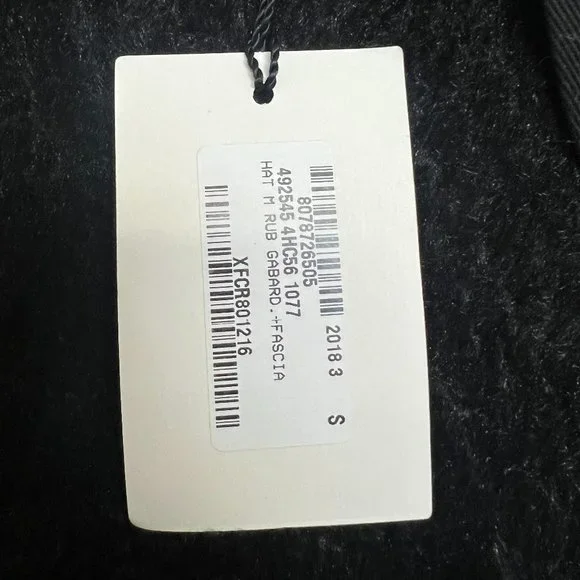 2018 3 S
8078726505
492545 4HC56 1077
HAT M RUB GABARD.+FASCIA
XFCR801216